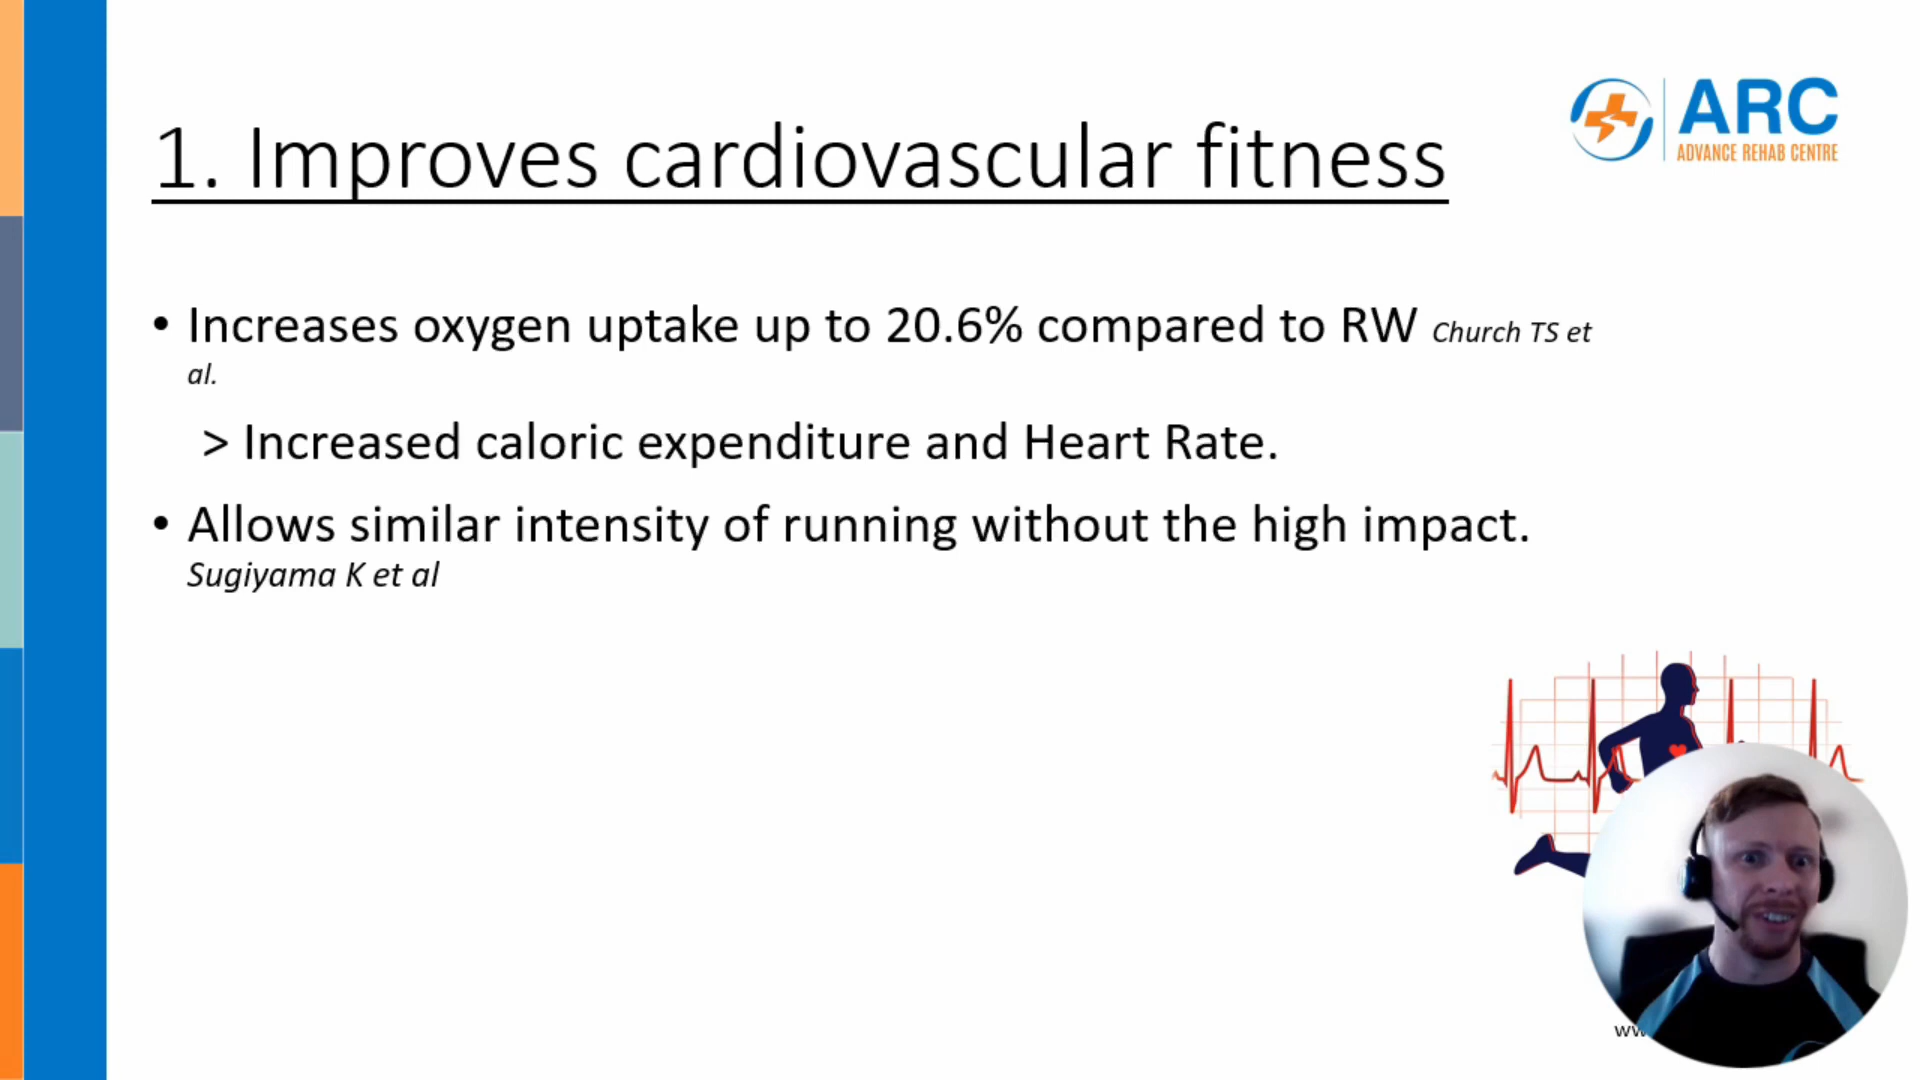 ARC
ADVANCE REHAB CENTRE
1. Improves cardiovascular fitness
• Increases oxygen uptake up to 20.6% compared to RW Church TS et
al.
> Increased caloric expenditure and Heart Rate.
• Allows similar intensity of running without the high impact.
Sugiyama K et al